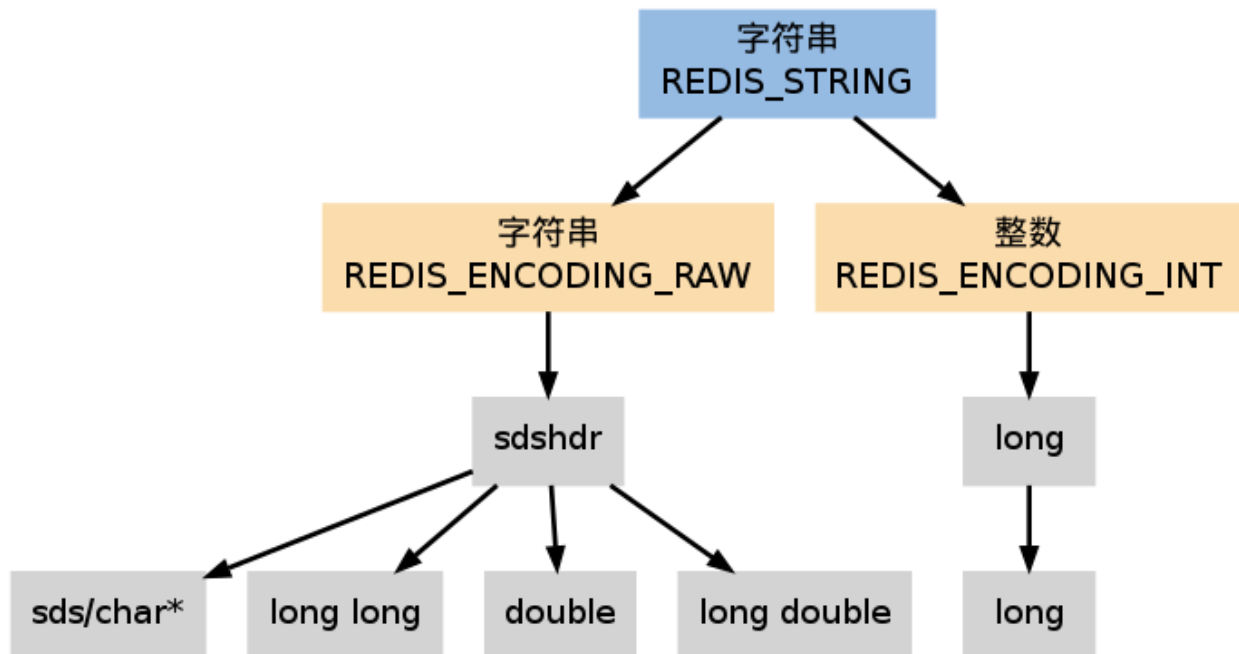 字符串
REDIS_STRING
字符串
REDIS_ENCODING_RAW
整数
REDIS_ENCODING_INT
sdshdr
long
sds/char*
long long
double
long double
long